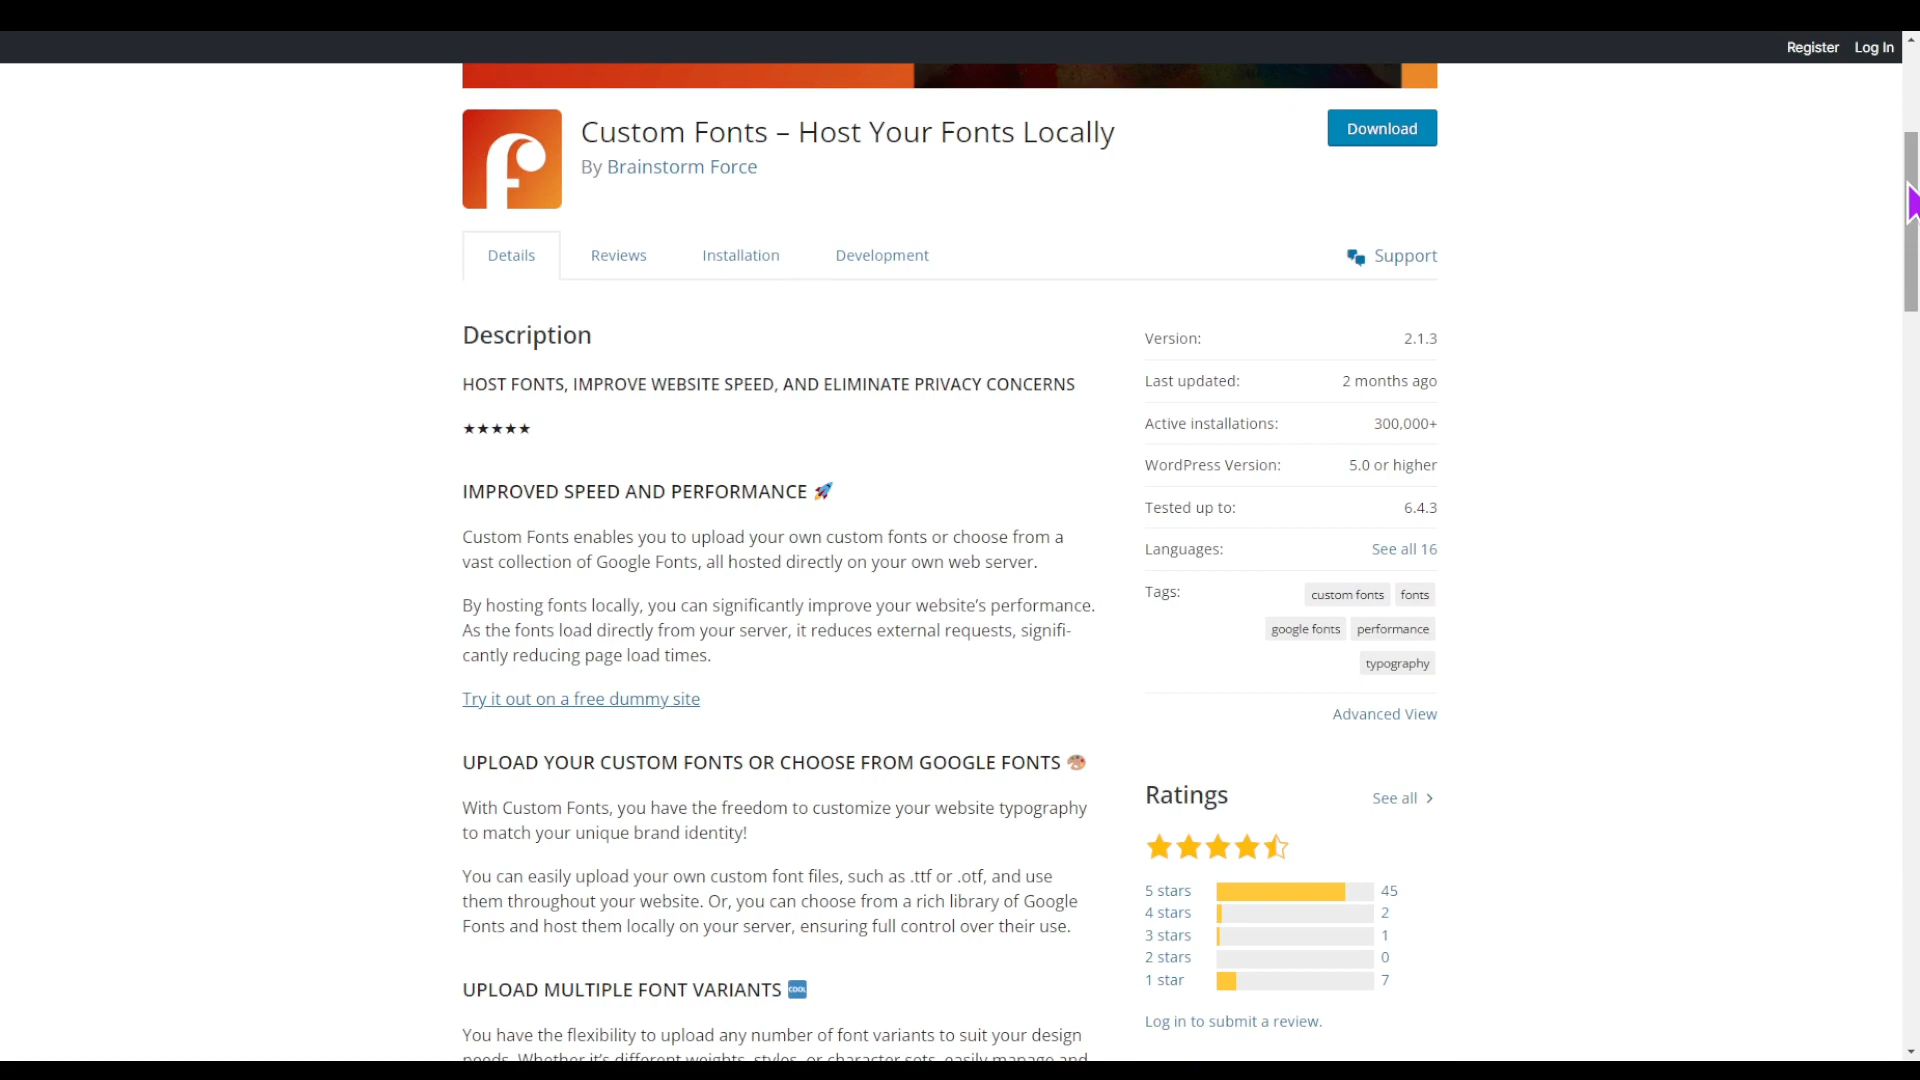 Register Log In
Custom Fonts – Host Your Fonts Locally
Download
By Brainstorm Force
Details Reviews Installation Development Support
Description
HOST FONTS, IMPROVE WEBSITE SPEED, AND ELIMINATE PRIVACY CONCERNS
★★★★★
IMPROVED SPEED AND PERFORMANCE 🚀
Custom Fonts enables you to upload your own custom fonts or choose from a
vast collection of Google Fonts, all hosted directly on your own web server.
By hosting fonts locally, you can significantly improve your website’s performance.
As the fonts load directly from your server, it reduces external requests, signifi-
cantly reducing page load times.
Try it out on a free dummy site
UPLOAD YOUR CUSTOM FONTS OR CHOOSE FROM GOOGLE FONTS 🎨
With Custom Fonts, you have the freedom to customize your website typography
to match your unique brand identity!
You can easily upload your own custom font files, such as .ttf or .otf, and use
them throughout your website. Or, you can choose from a rich library of Google
Fonts and host them locally on your server, ensuring full control over their use.
UPLOAD MULTIPLE FONT VARIANTS 🆒
You have the flexibility to upload any number of font variants to suit your design
needs. Whether it’s different weights, styles, or character sets, easily manage and
Version: 2.1.3
Last updated: 2 months ago
Active installations: 300,000+
WordPress Version: 5.0 or higher
Tested up to: 6.4.3
Languages: See all 16
Tags: custom fonts fonts
google fonts performance
typography
Advanced View
Ratings See all
5 stars 45
4 stars 2
3 stars 1
2 stars 0
1 star 7
Log in to submit a review.